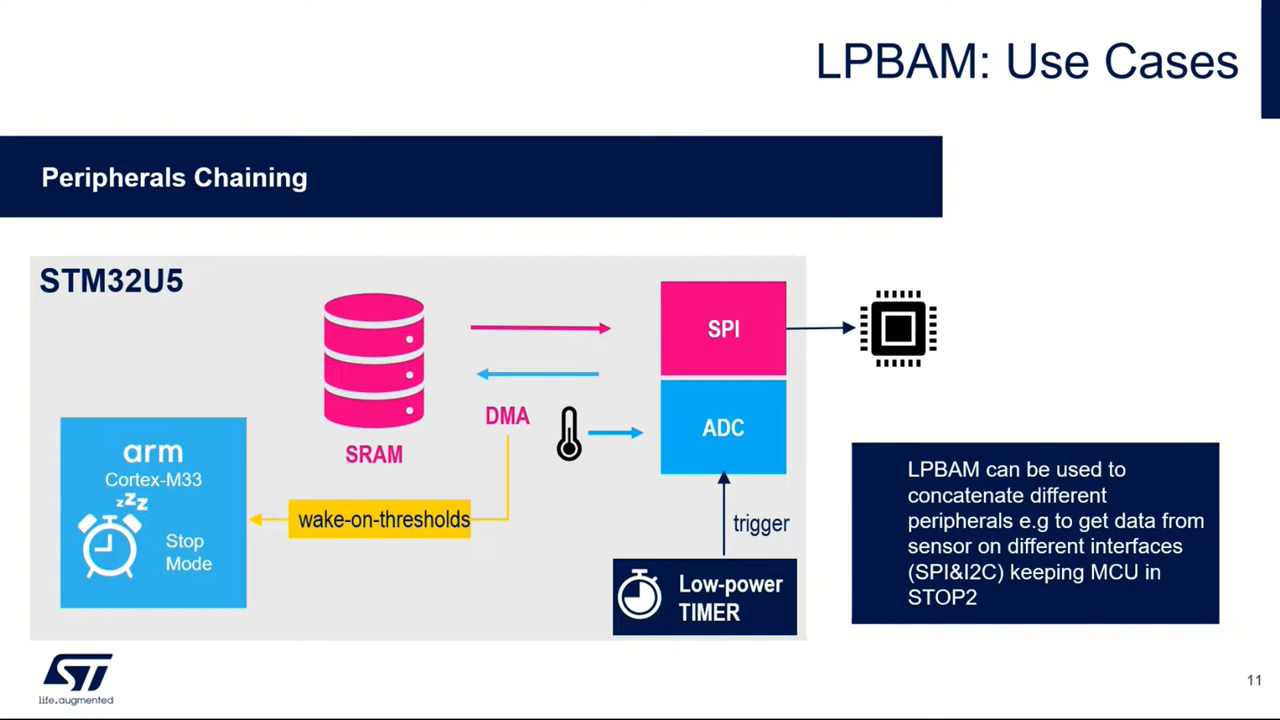 LPBAM: Use Cases
Peripherals Chaining
STM32U5
SPI
DMA
ADC
SRAM
arm
Cortex-M33
zZZ
Stop
Mode
wake-on-thresholds
trigger
Low-power
TIMER
LPBAM can be used to
concatenate different
peripherals e.g to get data from
sensor on different interfaces
(SPI&I2C) keeping MCU in
STOP2
ST
life.augmented
11